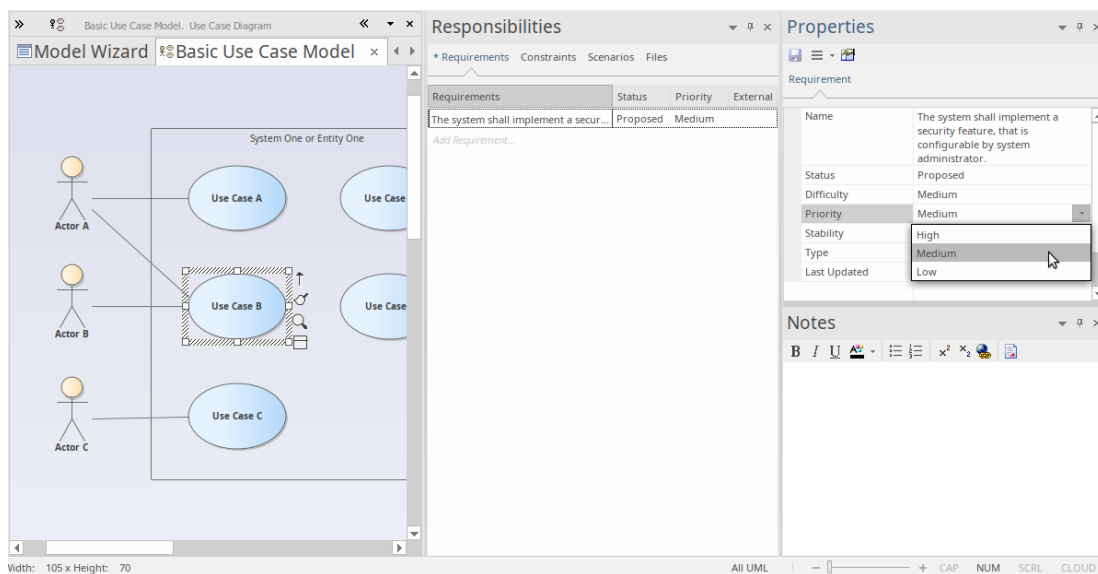 Basic Use Case Model. Use Case Diagram
Model Wizard
Basic Use Case Model
System One or Entity One
Use Case A
Use Case
Actor A
Use Case B
Use Case
Actor B
Use Case C
Actor C
Responsibilities
* Requirements Constraints Scenarios Files
Requirements Status Priority External
The system shall implement a secur... Proposed Medium
Add Requirement...
Properties
Requirement
Name The system shall implement a
security feature, that is
configurable by system
administrator.
Status Proposed
Difficulty Medium
Priority Medium
Stability
High
Type
Medium
Last Updated
Low
Notes
B I U x² x₂
Width: 105 x Height: 70
All UML
CAP NUM SCRL CLOUD